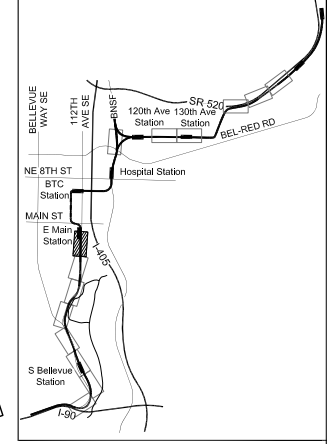 BELLEVUE
WAY SE
112TH
AVE SE
BNSF
120th Ave
Station
130th Ave
Station
SR 520
BEL-RED RD
NE 8TH ST
Hospital Station
BTC
Station
MAIN ST
E Main
Station
I-405
S Bellevue
Station
I-90